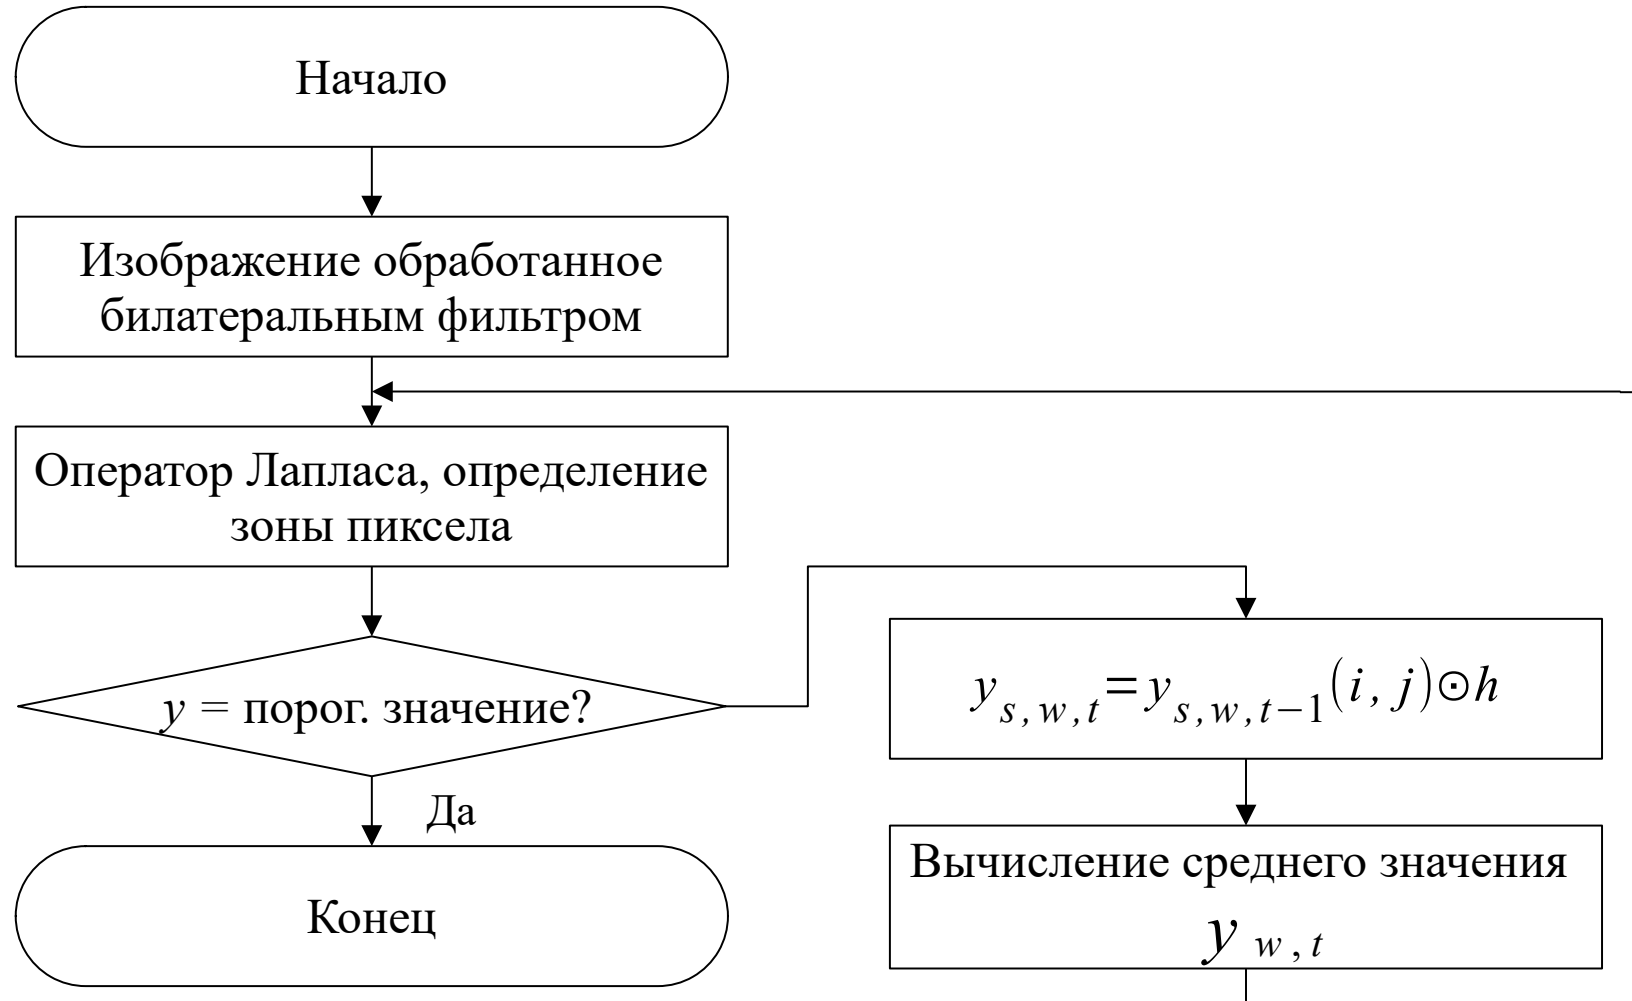 Начало
Изображение обработанное
билатеральным фильтром
Оператор Лапласа, определение
зоны пиксела
y = порог. значение?
Да
Конец
y_{s,w,t}=y_{s,w,t−1}(i,j)⊙h
Вычисление среднего значения
y_{w,t}